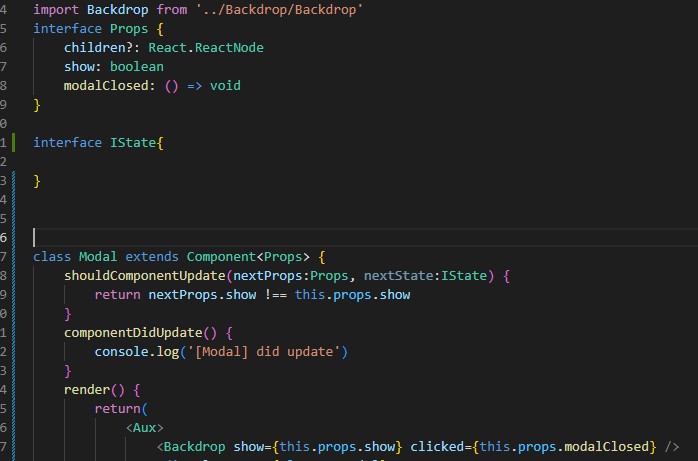 4 import Backdrop from '../Backdrop/Backdrop'
5 interface Props {
6 children?: React.ReactNode
7 show: boolean
8 modalClosed: () => void
9 }
0
1 interface IState{
2
3 }
4
5
6
7 class Modal extends Component<Props> {
8 shouldComponentUpdate(nextProps:Props, nextState:IState) {
9 return nextProps.show !== this.props.show
0 }
1 componentDidUpdate() {
2 console.log('[Modal] did update')
3 }
4 render() {
5 return(
6 <Aux>
7 <Backdrop show={this.props.show} clicked={this.props.modalClosed} />